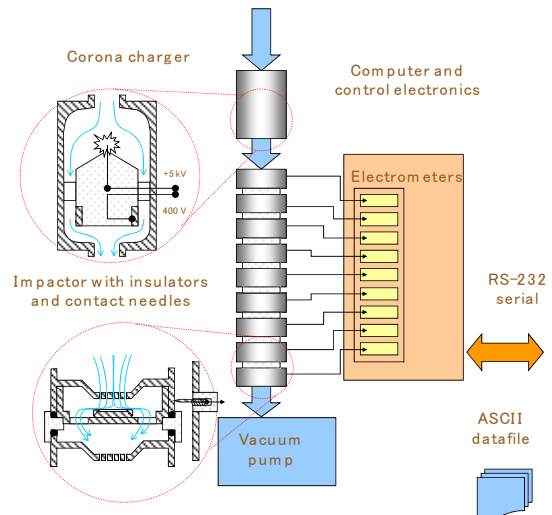 Corona charger
Computer and
control electronics
+5 kV
400 V
Electrometers
Impactor with insulators
and contact needles
RS-232
serial
Vacuum
pump
ASCII
datafile